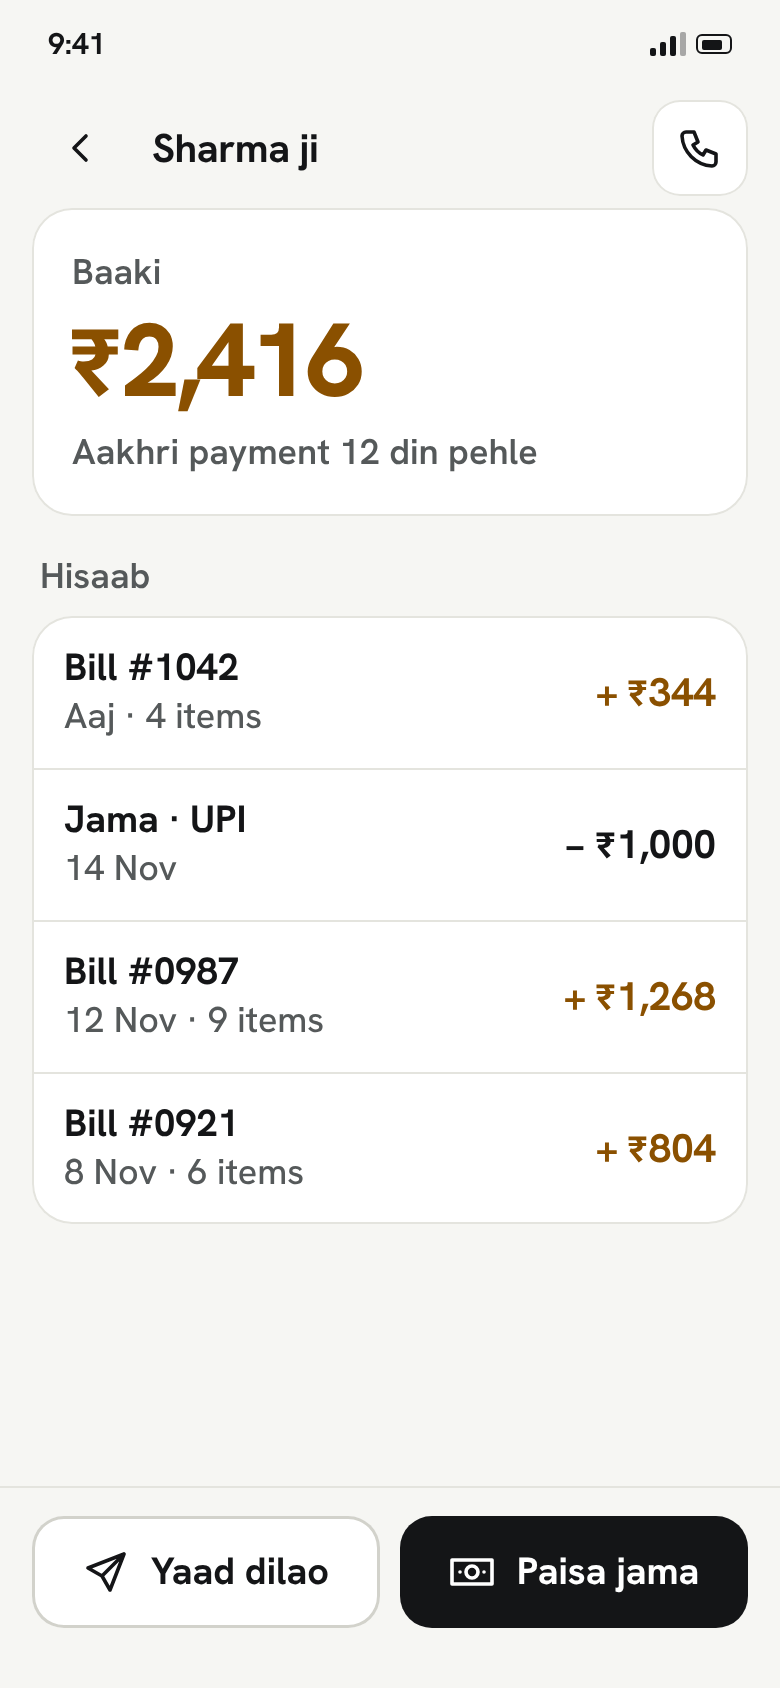 9:41
Sharma ji
Baaki
₹2,416
Aakhri payment 12 din pehle
Hisaab
Bill #1042
+ ₹344
Aaj · 4 items
Jama · UPI
– ₹1,000
14 Nov
Bill #0987
+ ₹1,268
12 Nov · 9 items
Bill #0921
+ ₹804
8 Nov · 6 items
Yaad dilao
Paisa jama